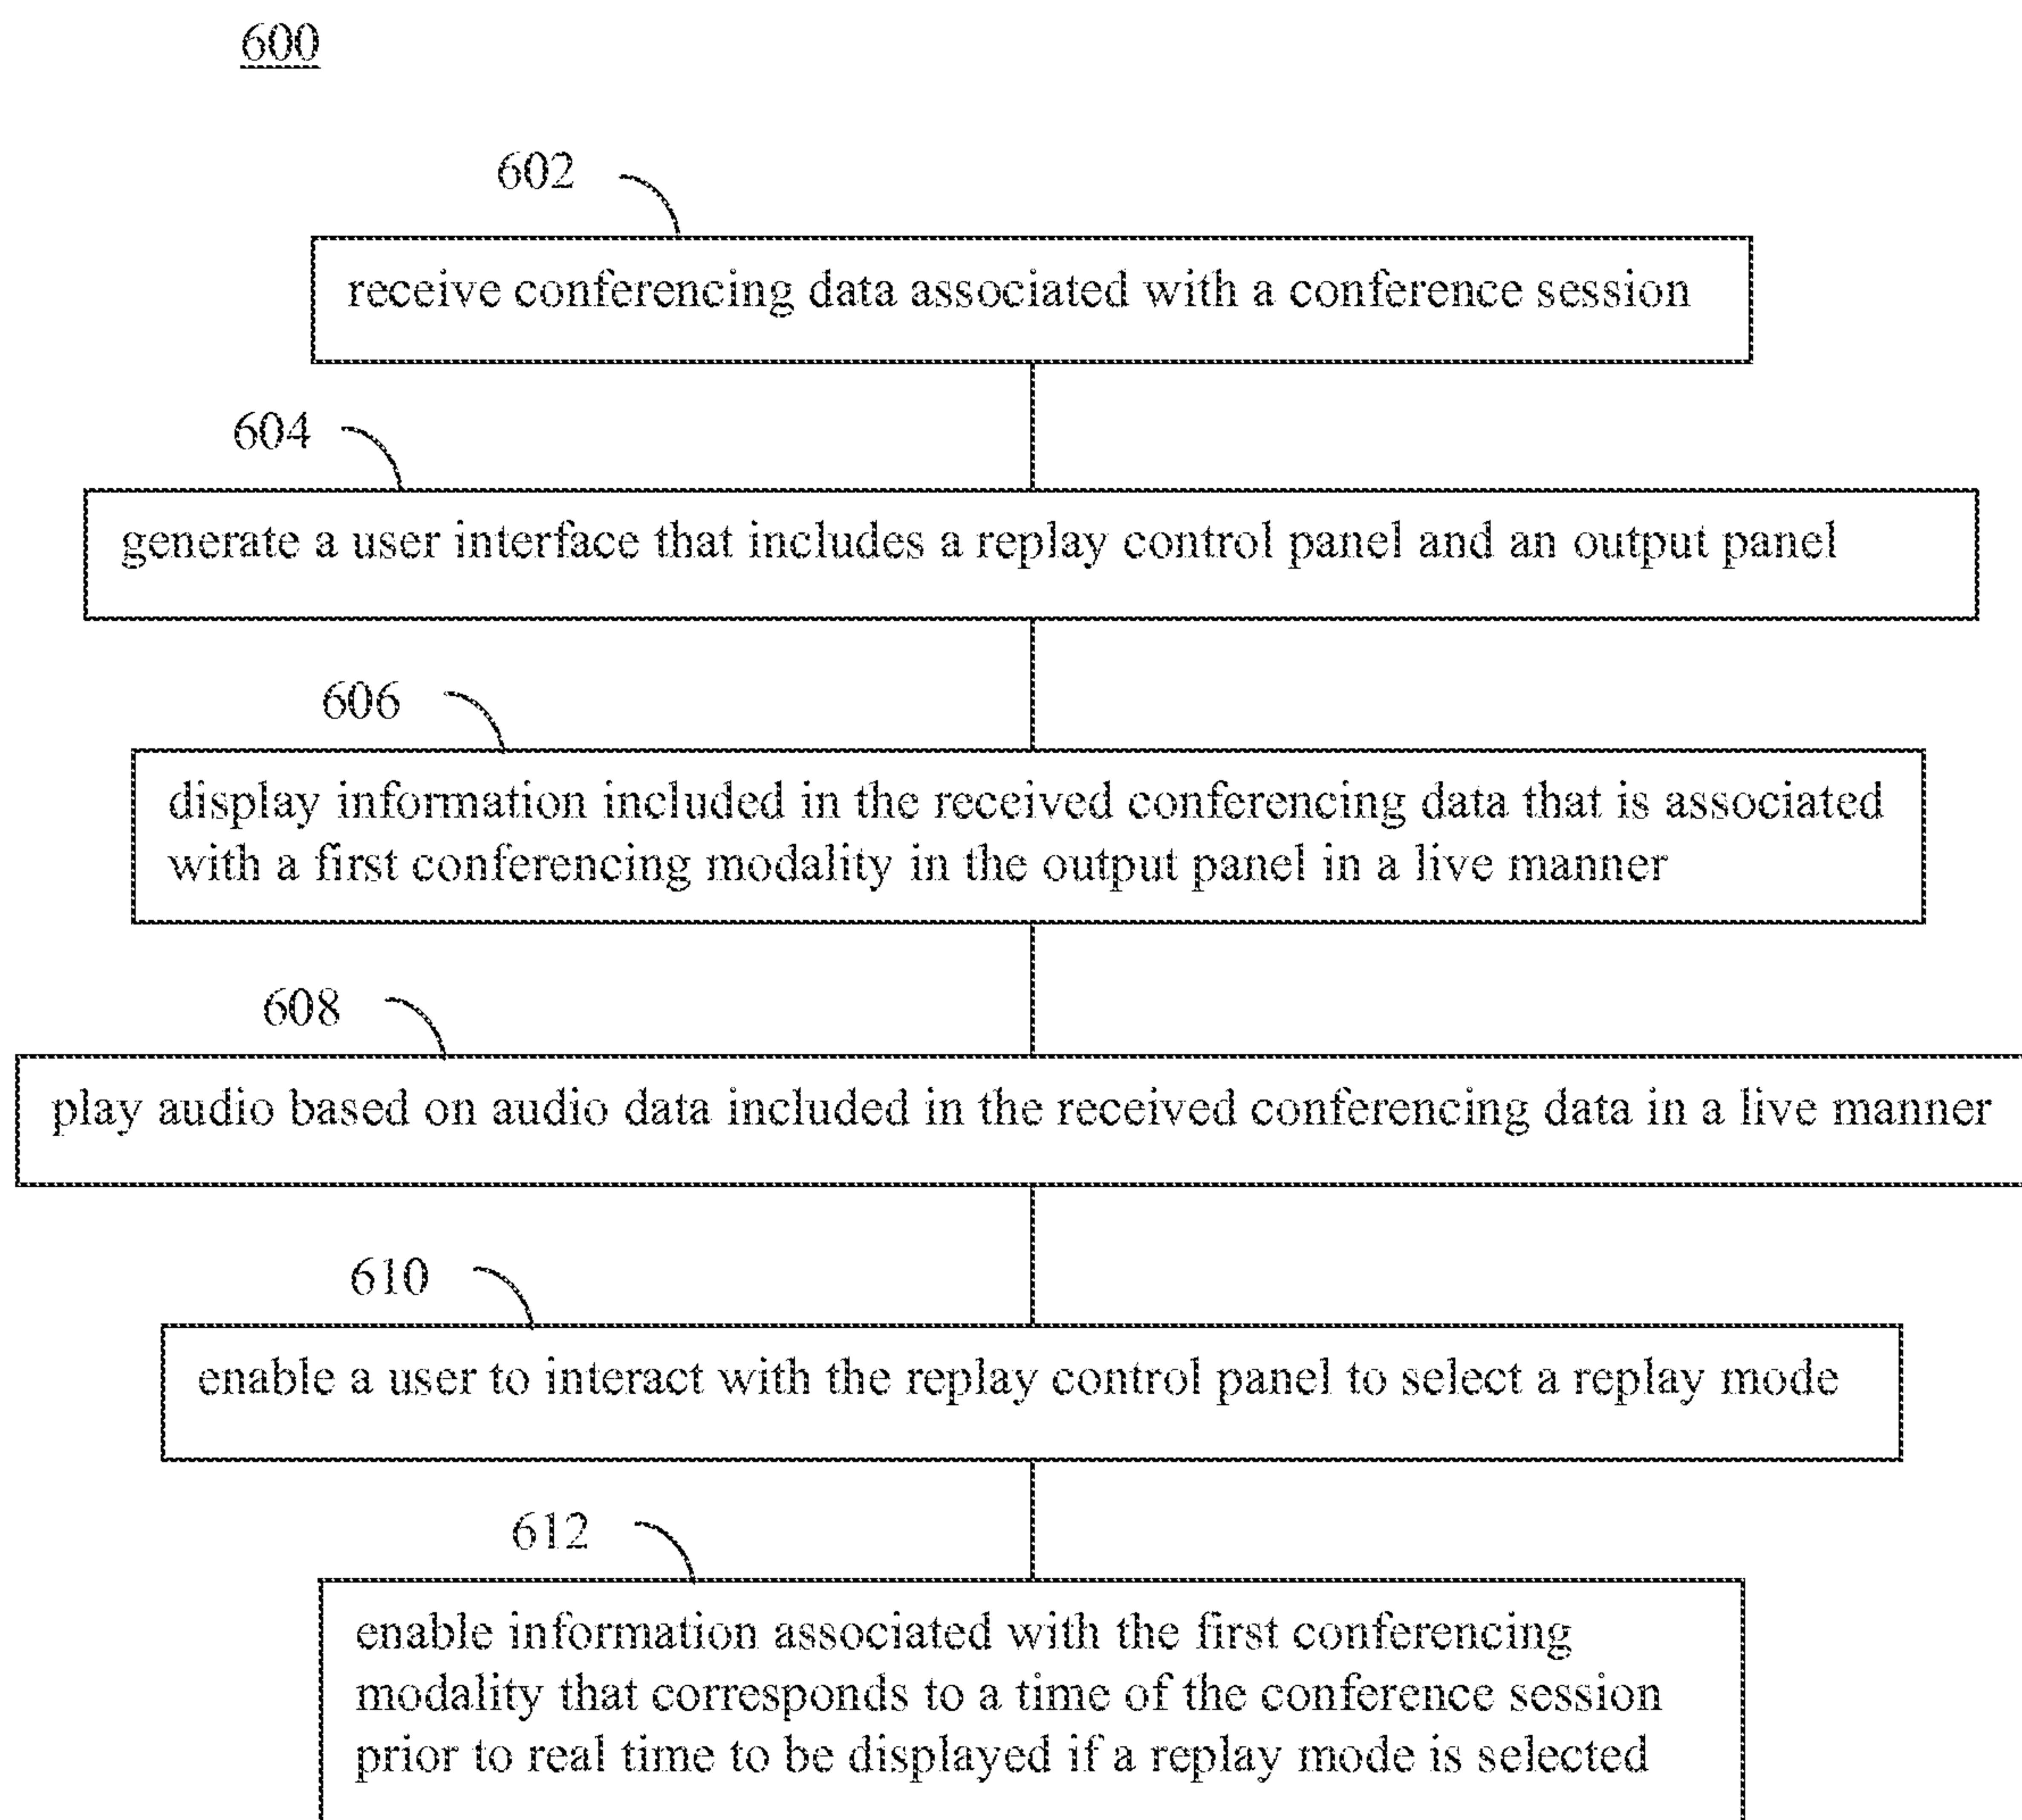 600
602
receive conferencing data associated with a conference session
604
generate a user interface that includes a replay control panel and an output panel
606
display information included in the received conferencing data that is associated
with a first conferencing modality in the output panel in a live manner
608
play audio based on audio data included in the received conferencing data in a live manner
610
enable a user to interact with the replay control panel to select a replay mode
612
enable information associated with the first conferencing
modality that corresponds to a time of the conference session
prior to real time to be displayed if a replay mode is selected